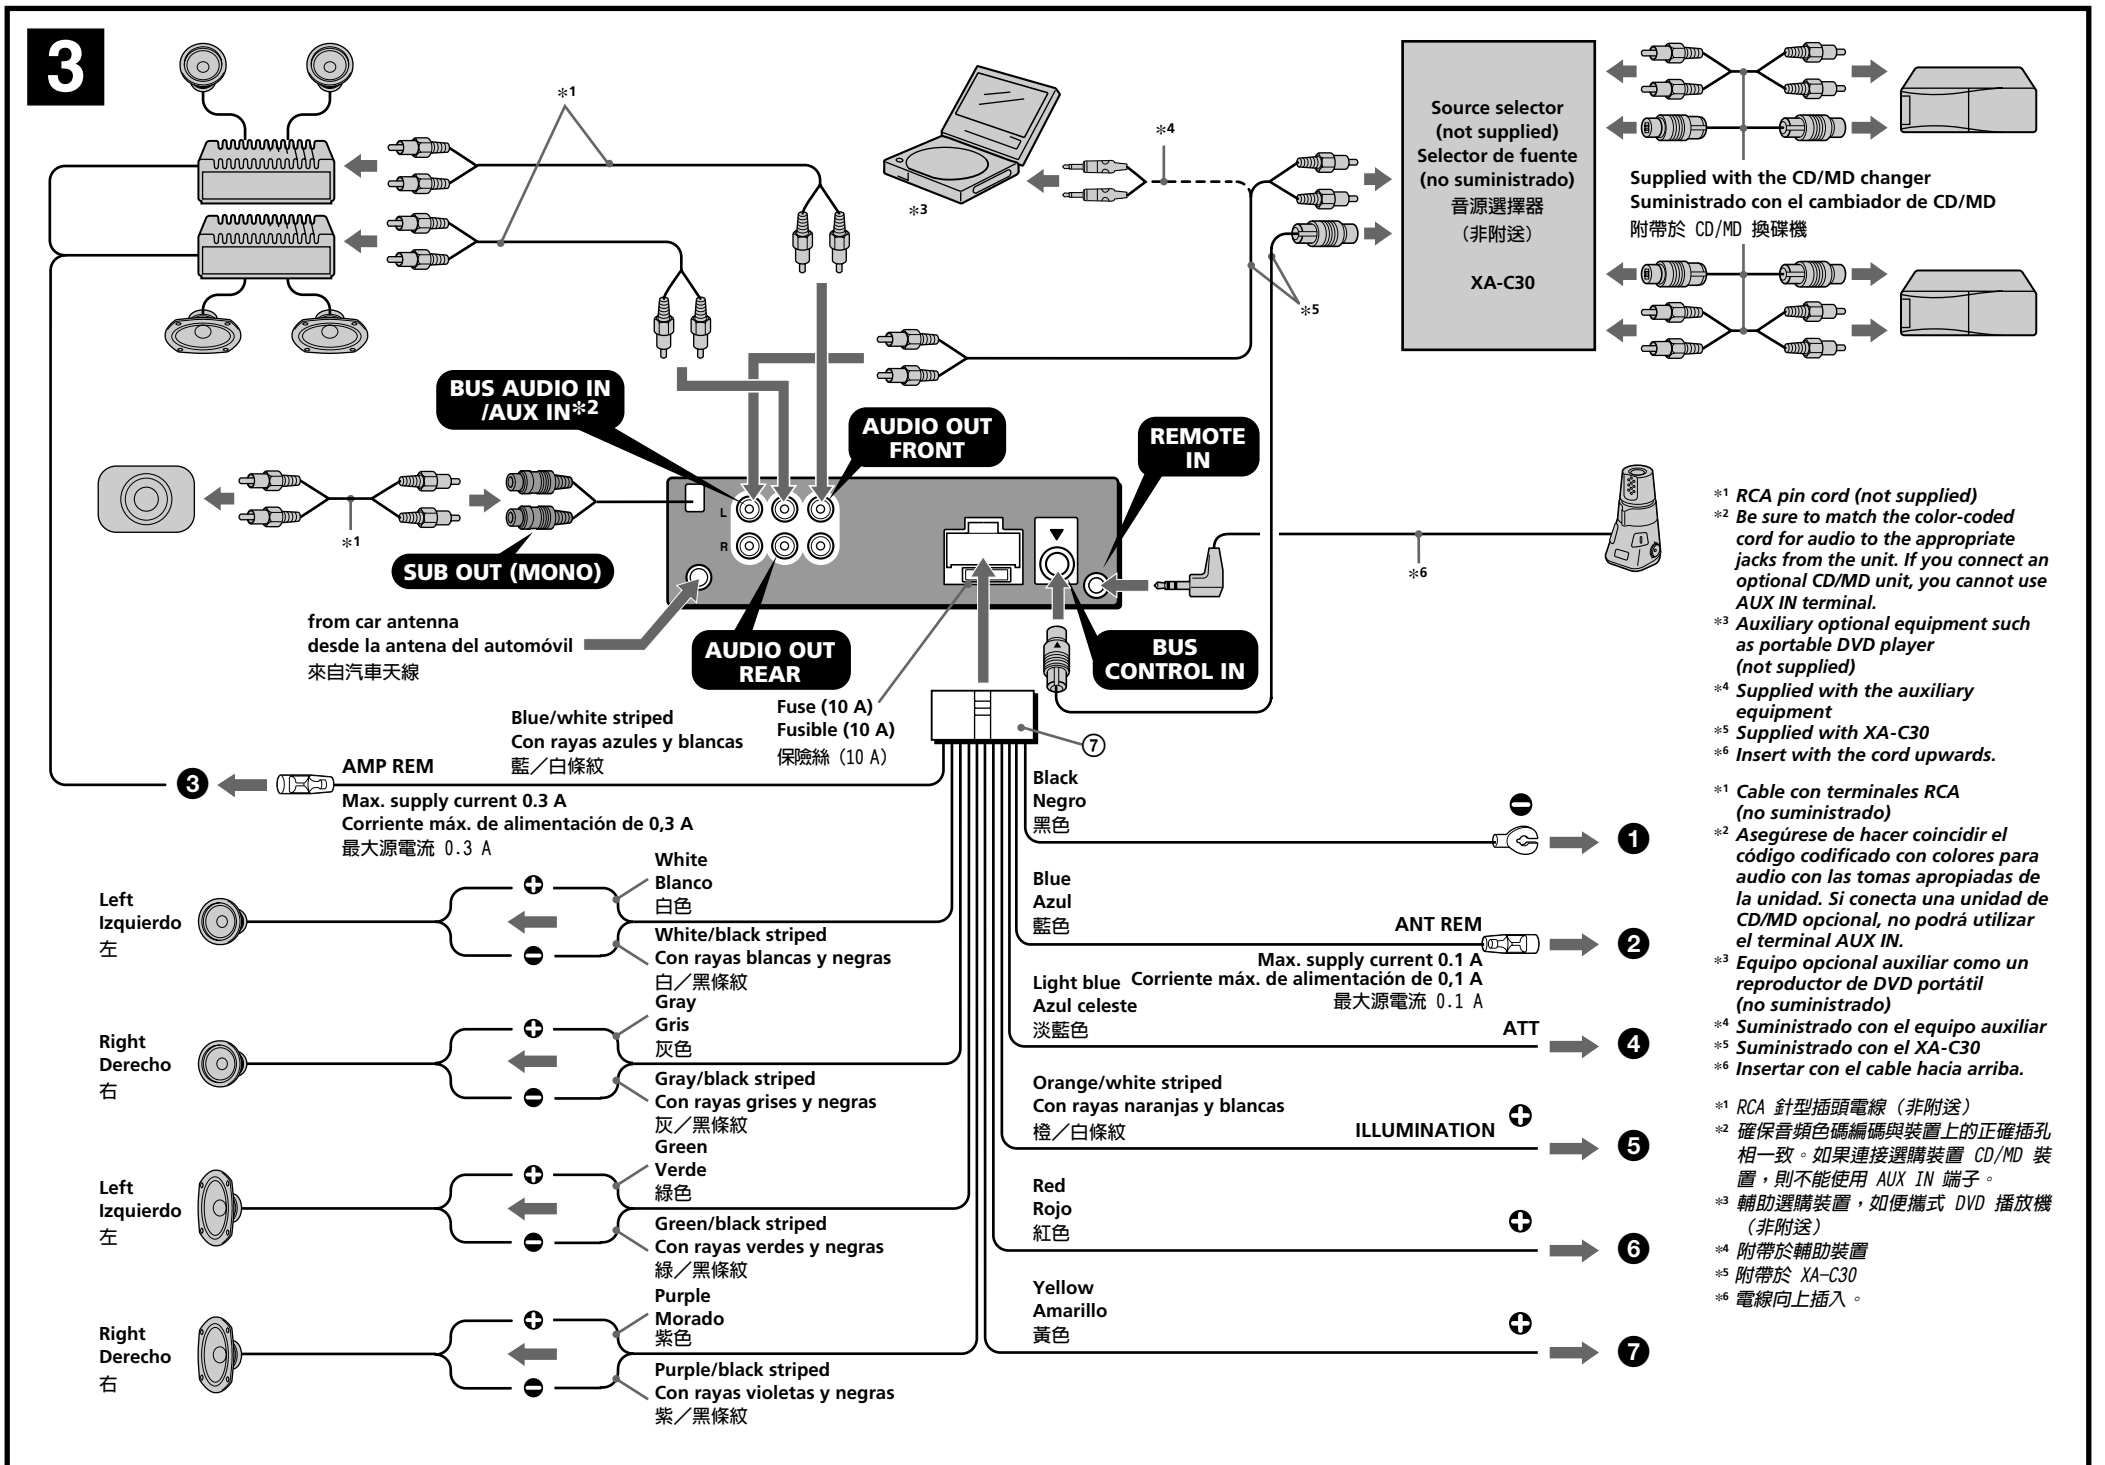 3
*1
*3
*4
*5
Source selector
(not supplied)
Selector de fuente
(no suministrado)
音源選擇器
（非附送）
XA-C30
Supplied with the CD/MD changer
Suministrado con el cambiador de CD/MD
附帶於 CD/MD 換碟機
BUS AUDIO IN
/AUX IN*2
AUDIO OUT
FRONT
REMOTE
IN
*1
SUB OUT (MONO)
L
R
*6
from car antenna
desde la antena del automóvil
來自汽車天線
AUDIO OUT
REAR
BUS
CONTROL IN
Fuse (10 A)
Fusible (10 A)
保險絲（10 A）
⑦
Blue/white striped
Con rayas azules y blancas
藍／白條紋
❸
AMP REM
Max. supply current 0.3 A
Corriente máx. de alimentación de 0,3 A
最大源電流 0.3 A
Left
Izquierdo
左
White
Blanco
白色
White/black striped
Con rayas blancas y negras
白／黑條紋
Right
Derecho
右
Gray
Gris
灰色
Gray/black striped
Con rayas grises y negras
灰／黑條紋
Left
Izquierdo
左
Green
Verde
綠色
Green/black striped
Con rayas verdes y negras
綠／黑條紋
Right
Derecho
右
Purple
Morado
紫色
Purple/black striped
Con rayas violetas y negras
紫／黑條紋
Black
Negro
黑色
❶
Blue
Azul
藍色
ANT REM
❷
Max. supply current 0.1 A
Corriente máx. de alimentación de 0,1 A
最大源電流 0.1 A
Light blue
Azul celeste
淡藍色
ATT
❹
Orange/white striped
Con rayas naranjas y blancas
橙／白條紋
ILLUMINATION
❺
Red
Rojo
紅色
❻
Yellow
Amarillo
黃色
❼
*1 RCA pin cord (not supplied)
*2 Be sure to match the color-coded
cord for audio to the appropriate
jacks from the unit. If you connect an
optional CD/MD unit, you cannot use
AUX IN terminal.
*3 Auxiliary optional equipment such
as portable DVD player
(not supplied)
*4 Supplied with the auxiliary
equipment
*5 Supplied with XA-C30
*6 Insert with the cord upwards.
*1 Cable con terminales RCA
(no suministrado)
*2 Asegúrese de hacer coincidir el
código codificado con colores para
audio con las tomas apropiadas de
la unidad. Si conecta una unidad de
CD/MD opcional, no podrá utilizar
el terminal AUX IN.
*3 Equipo opcional auxiliar como un
reproductor de DVD portátil
(no suministrado)
*4 Suministrado con el equipo auxiliar
*5 Suministrado con el XA-C30
*6 Insertar con el cable hacia arriba.
*1 RCA 針型插頭電線（非附送）
*2 確保音頻色碼編碼與裝置上的正確插孔
相一致。如果連接選購裝置 CD/MD 裝
置，則不能使用 AUX IN 端子。
*3 輔助選購裝置，如便攜式 DVD 播放機
（非附送）
*4 附帶於輔助裝置
*5 附帶於 XA-C30
*6 電線向上插入。